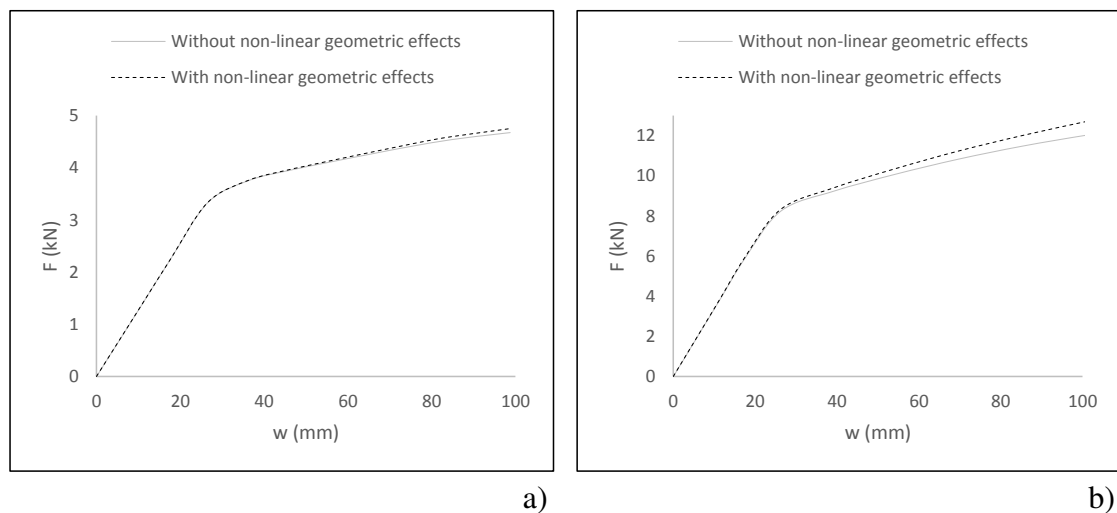 Without non-linear geometric effects
With non-linear geometric effects
5
4
3
2
1
0
F (kN)
0 20 40 60 80 100
w (mm)
a)
Without non-linear geometric effects
With non-linear geometric effects
12
10
8
6
4
2
0
F (kN)
0 20 40 60 80 100
w (mm)
b)